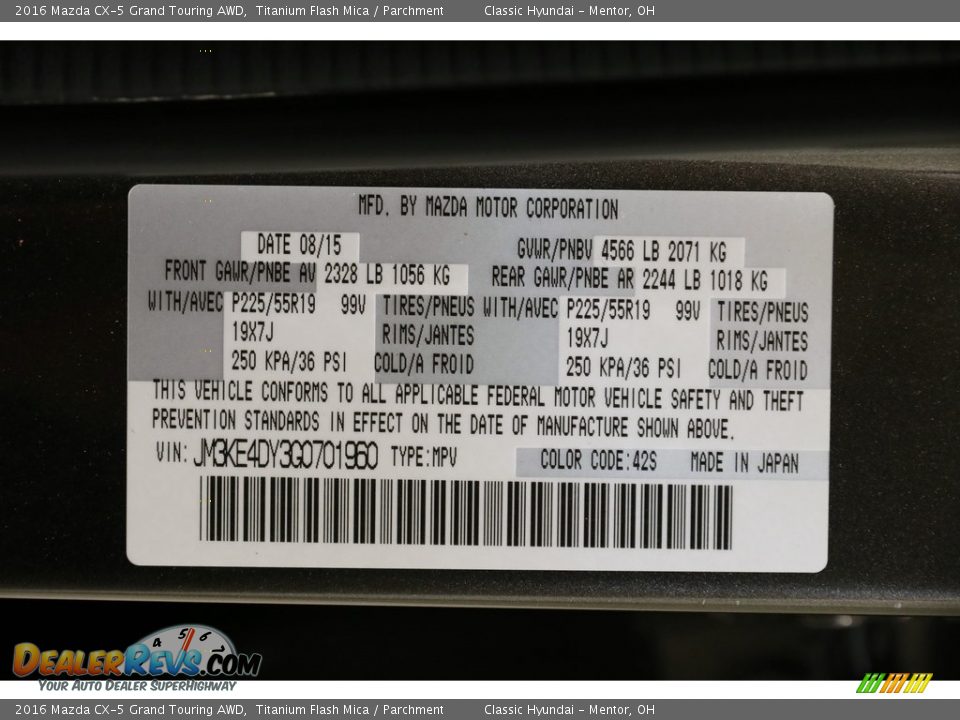 2016 Mazda CX-5 Grand Touring AWD, Titanium Flash Mica / Parchment Classic Hyundai - Mentor, OH
MFD. BY MAZDA MOTOR CORPORATION
DATE 08/15 GVWR/PNBV 4566 LB 2071 KG
FRONT GAWR/PNBE AV 2328 LB 1056 KG REAR GAWR/PNBE AR 2244 LB 1018 KG
WITH/AVEC P225/55R19 99V TIRES/PNEUS WITH/AVEC P225/55R19 99V TIRES/PNEUS
19X7J RIMS/JANTES 19X7J RIMS/JANTES
250 KPA/36 PSI COLD/A FROID 250 KPA/36 PSI COLD/A FROID
THIS VEHICLE CONFORMS TO ALL APPLICABLE FEDERAL MOTOR VEHICLE SAFETY AND THEFT
PREVENTION STANDARDS IN EFFECT ON THE DATE OF MANUFACTURE SHOWN ABOVE.
VIN: JM3KE4DY3G0701960 TYPE:MPV COLOR CODE:42S MADE IN JAPAN
4 5 6
DEALERREVS.COM
YOUR AUTO DEALER SUPERHIGHWAY
2016 Mazda CX-5 Grand Touring AWD, Titanium Flash Mica / Parchment Classic Hyundai - Mentor, OH